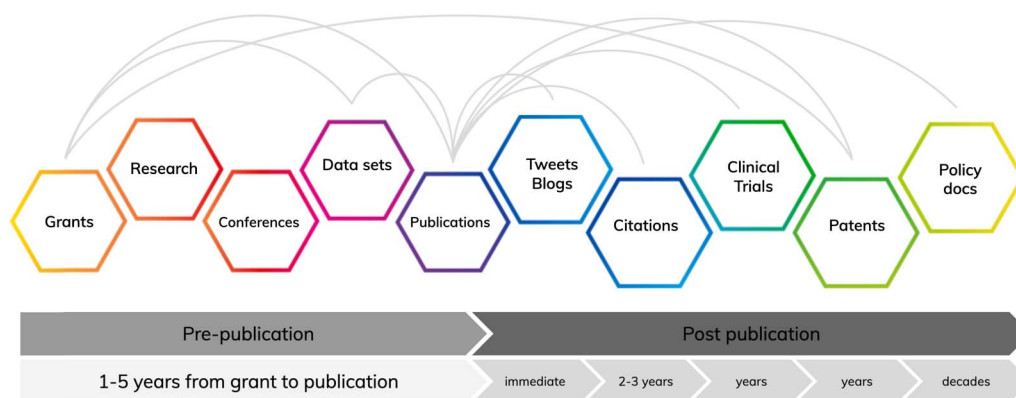 Grants
Research
Conferences
Data sets
Publications
Tweets
Blogs
Citations
Clinical
Trials
Patents
Policy
docs
Pre-publication
Post publication
1-5 years from grant to publication
immediate
2-3 years
years
years
decades